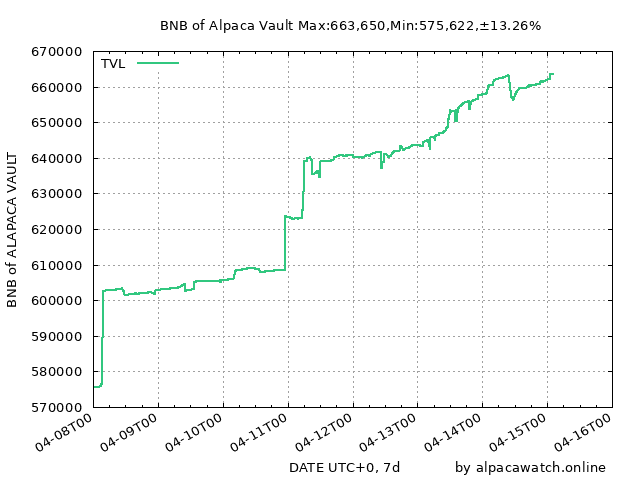 BNB of Alpaca Vault Max:663,650,Min:575,622,±13.26%
670000
TVL
660000
650000
640000
630000
620000
610000
600000
590000
580000
570000
BNB of ALAPACA VAULT
04-08T00
04-09T00
04-10T00
04-11T00
04-12T00
04-13T00
04-14T00
04-15T00
04-16T00
DATE UTC+0, 7d
by alpacawatch.online